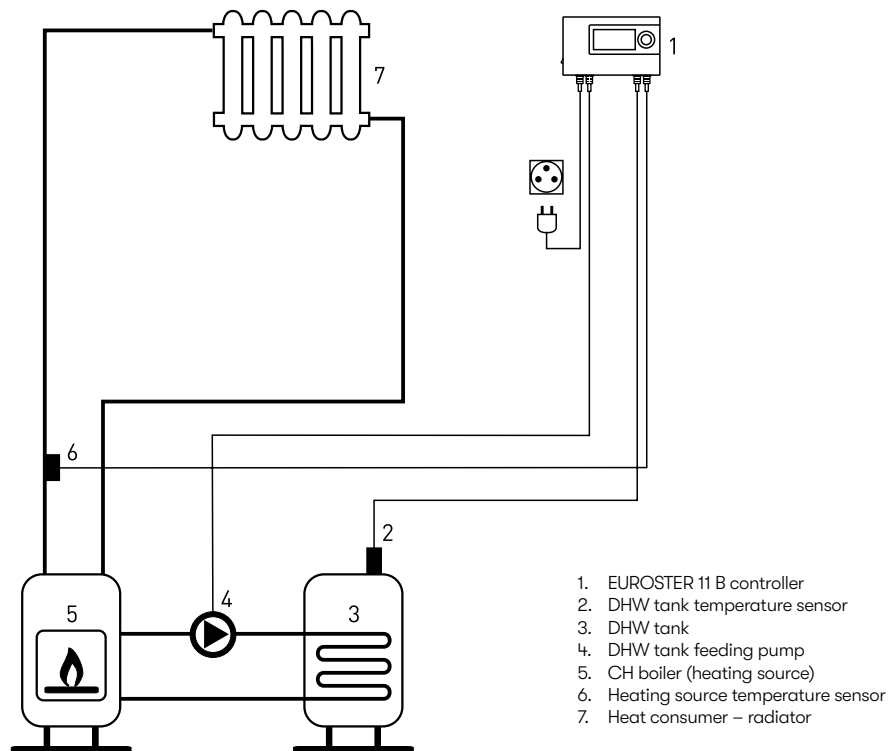 7
1
6
2
4
5
3
1. EUROSTER 11 B controller
2. DHW tank temperature sensor
3. DHW tank
4. DHW tank feeding pump
5. CH boiler (heating source)
6. Heating source temperature sensor
7. Heat consumer – radiator